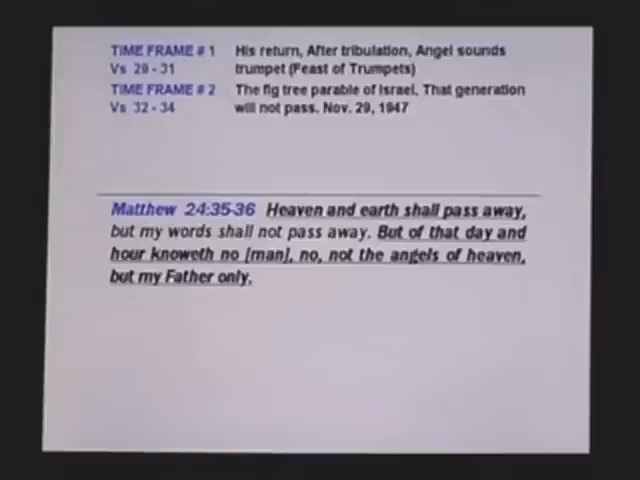 TIME FRAME # 1 His return, After tribulation, Angel sounds
Vs 29 - 31 trumpet (Feast of Trumpets)
TIME FRAME # 2 The fig tree parable of Israel. That generation
Vs 32 - 34 will not pass. Nov. 29, 1947
Matthew 24:35-36 Heaven and earth shall pass away,
but my words shall not pass away. But of that day and
hour knoweth no [man], no, not the angels of heaven,
but my Father only.